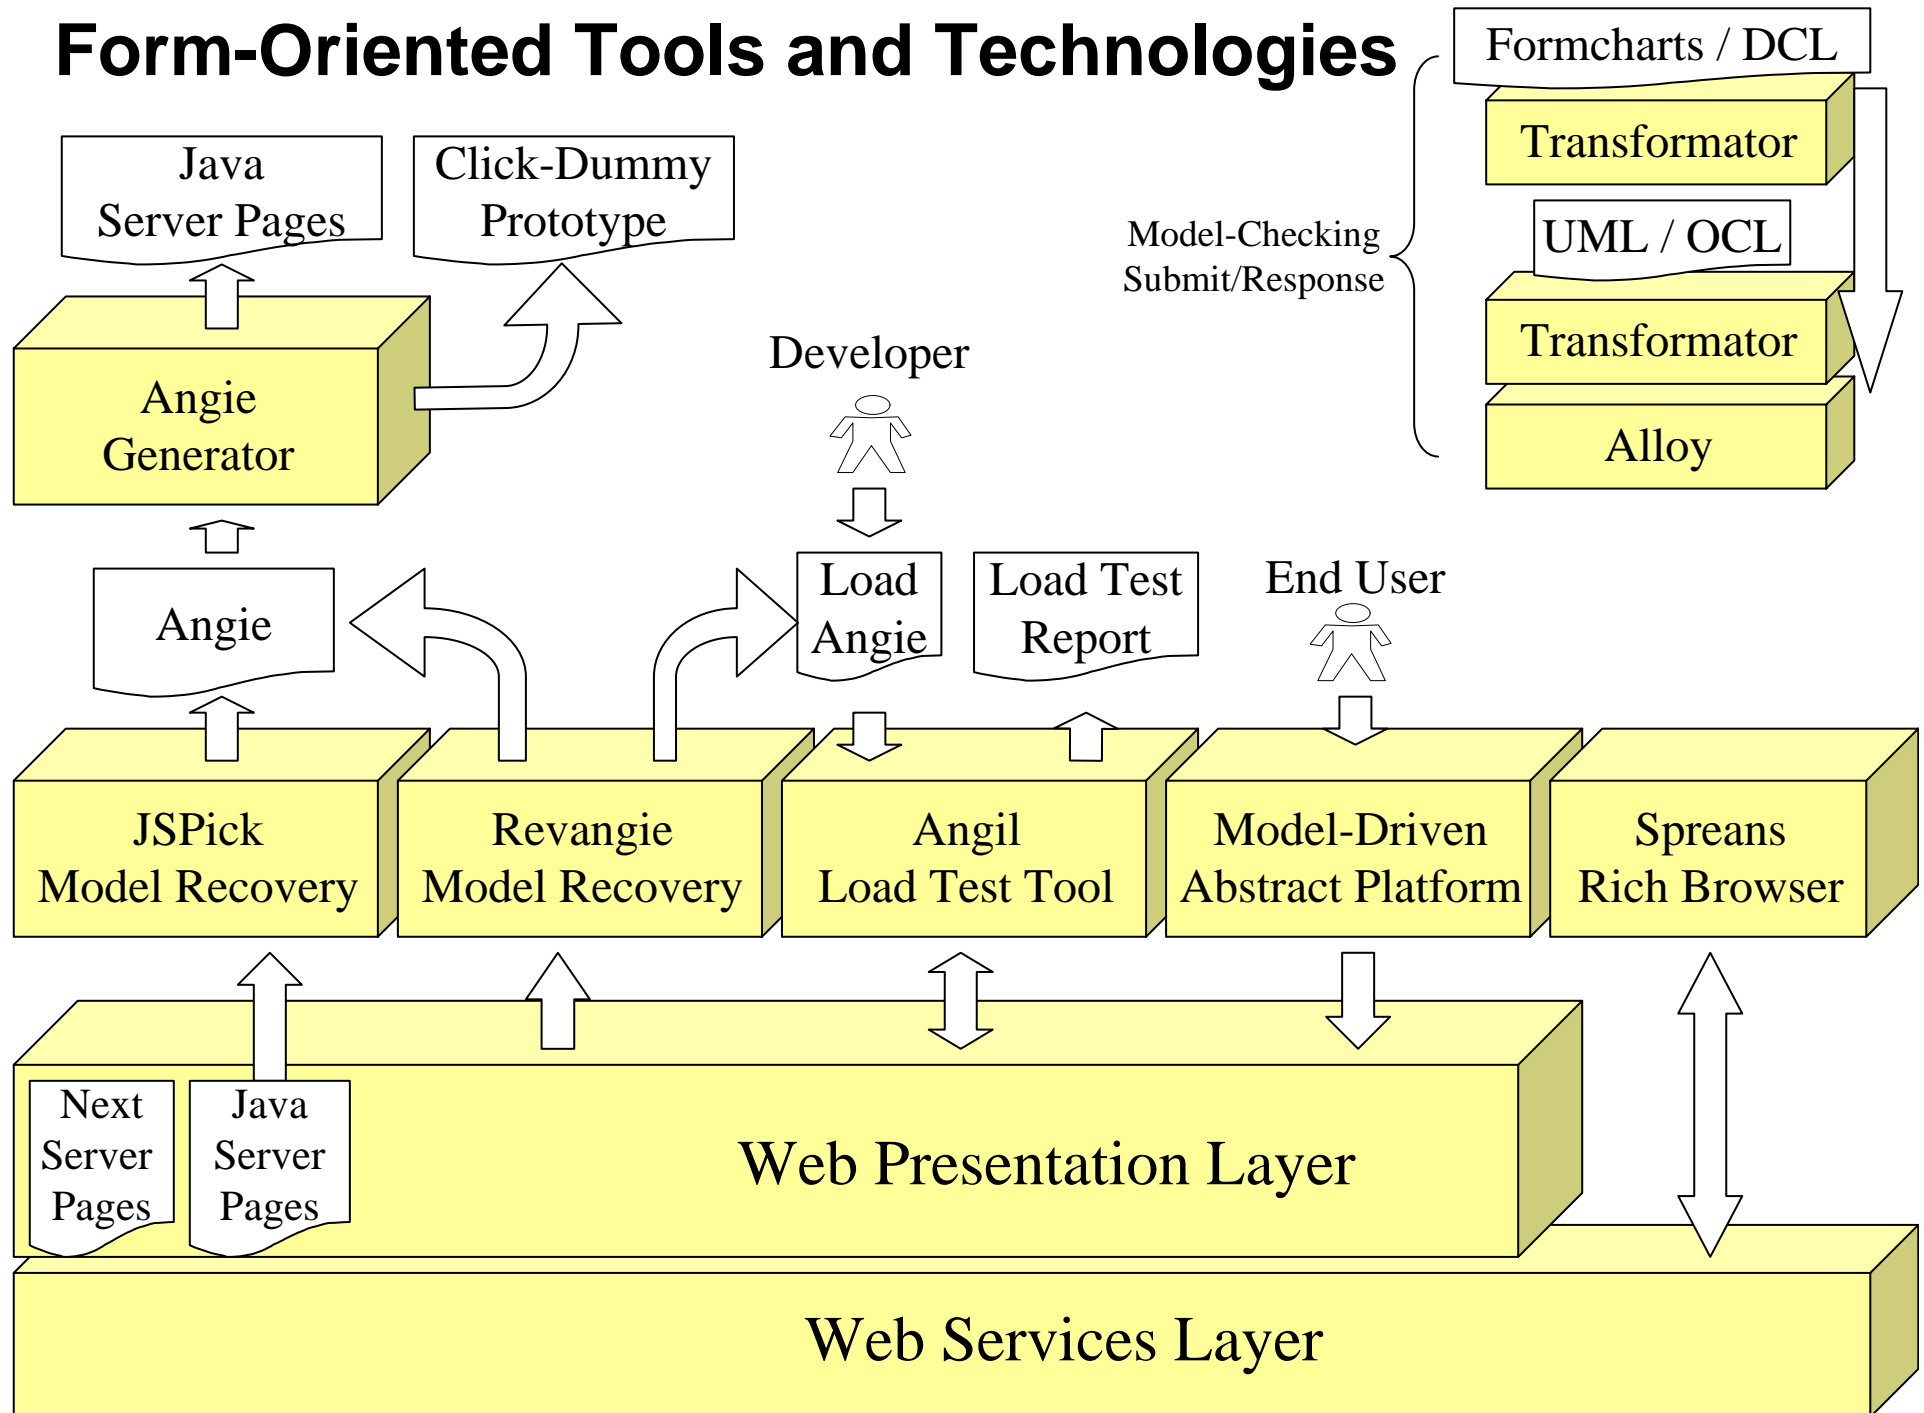 Form-Oriented Tools and Technologies
Formcharts / DCL
Transformator
UML / OCL
Transformator
Alloy
Model-Checking
Submit/Response
Java
Server Pages
Click-Dummy
Prototype
Angie
Generator
Developer
Angie
Load
Angie
Load Test
Report
End User
JSPick
Model Recovery
Revangie
Model Recovery
Angil
Load Test Tool
Model-Driven
Abstract Platform
Spreans
Rich Browser
Next
Server
Pages
Java
Server
Pages
Web Presentation Layer
Web Services Layer